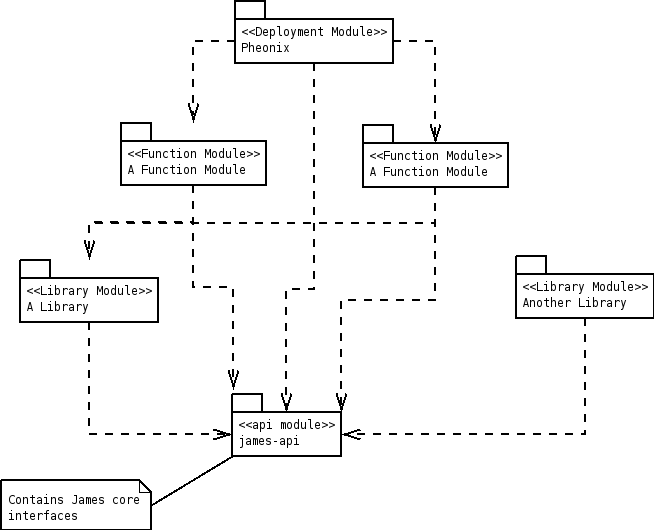 <<Deployment Module>>
Pheonix
<<Function Module>>
A Function Module
<<Function Module>>
A Function Module
<<Library Module>>
A Library
<<Library Module>>
Another Library
<<api module>>
james-api
Contains James core
interfaces